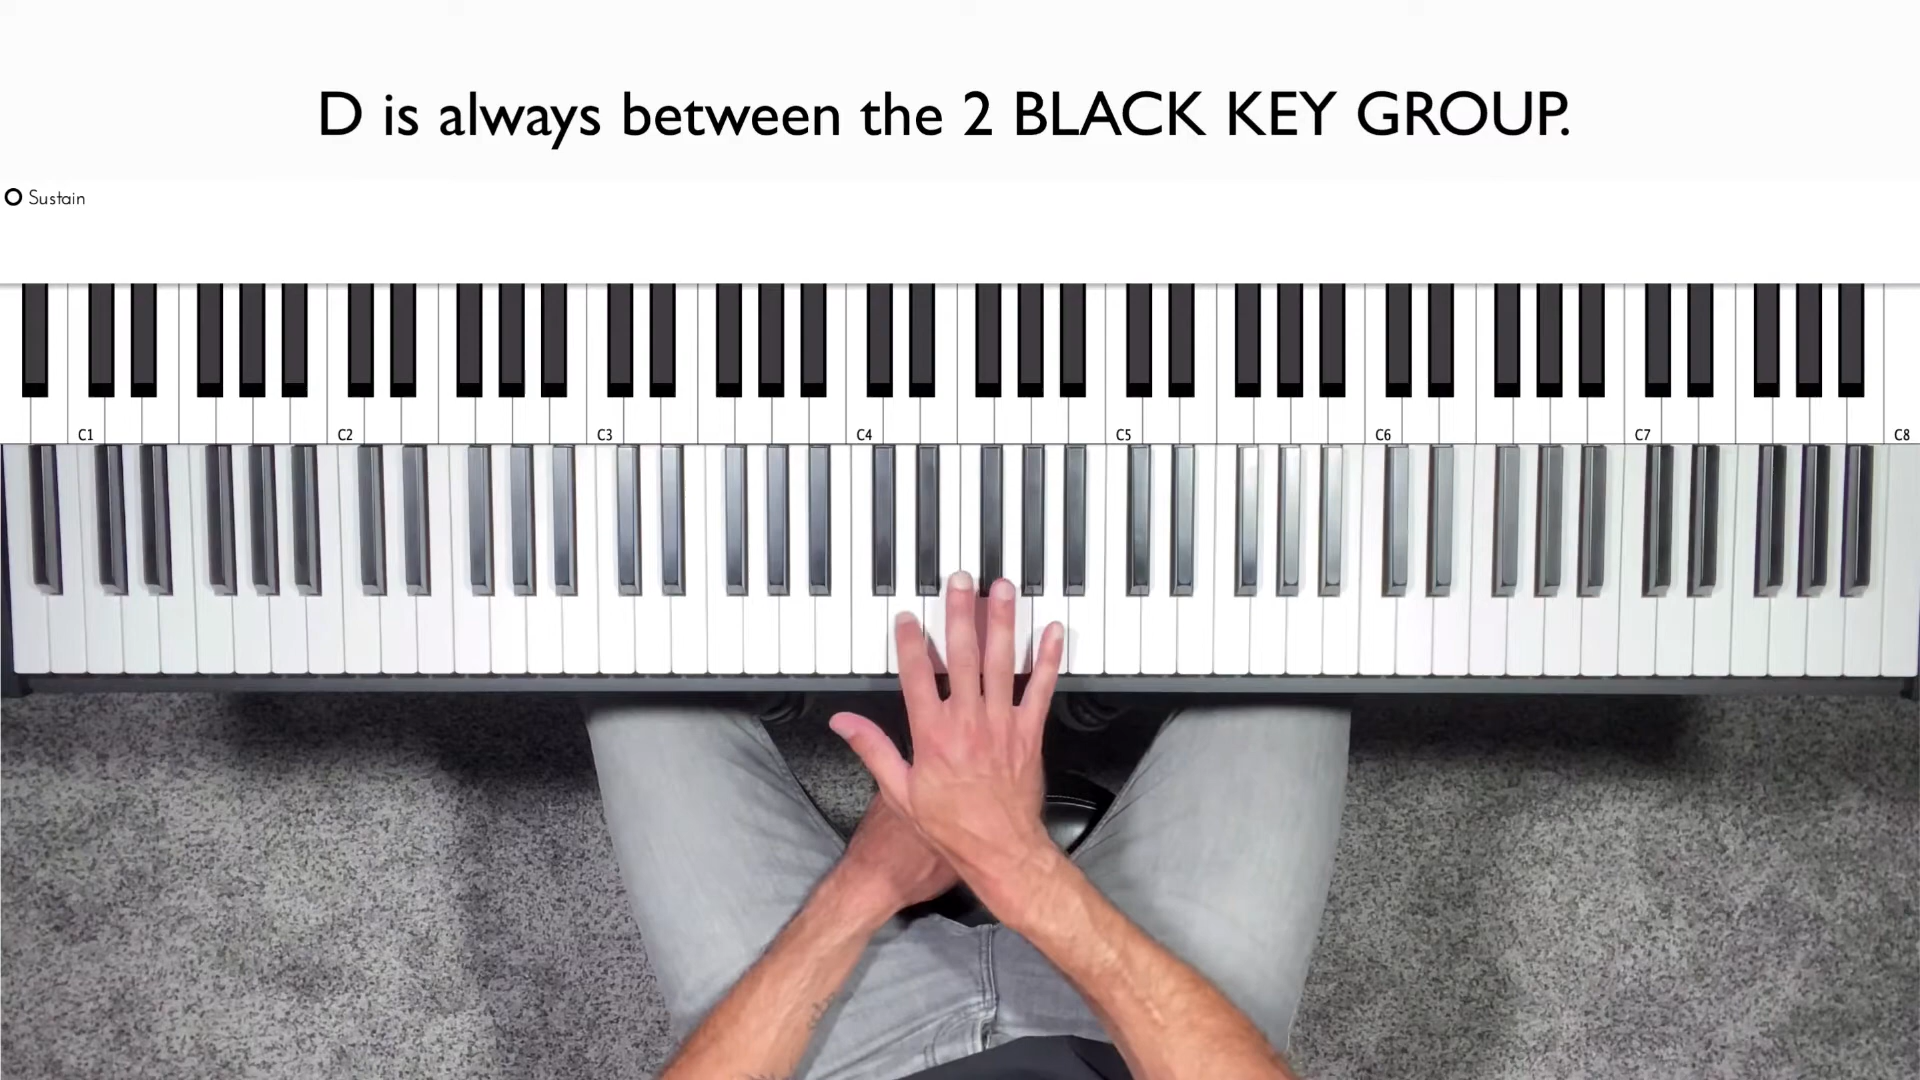 D is always between the 2 BLACK KEY GROUP.
Sustain
C1 C2 C3 C4 C5 C6 C7 C8